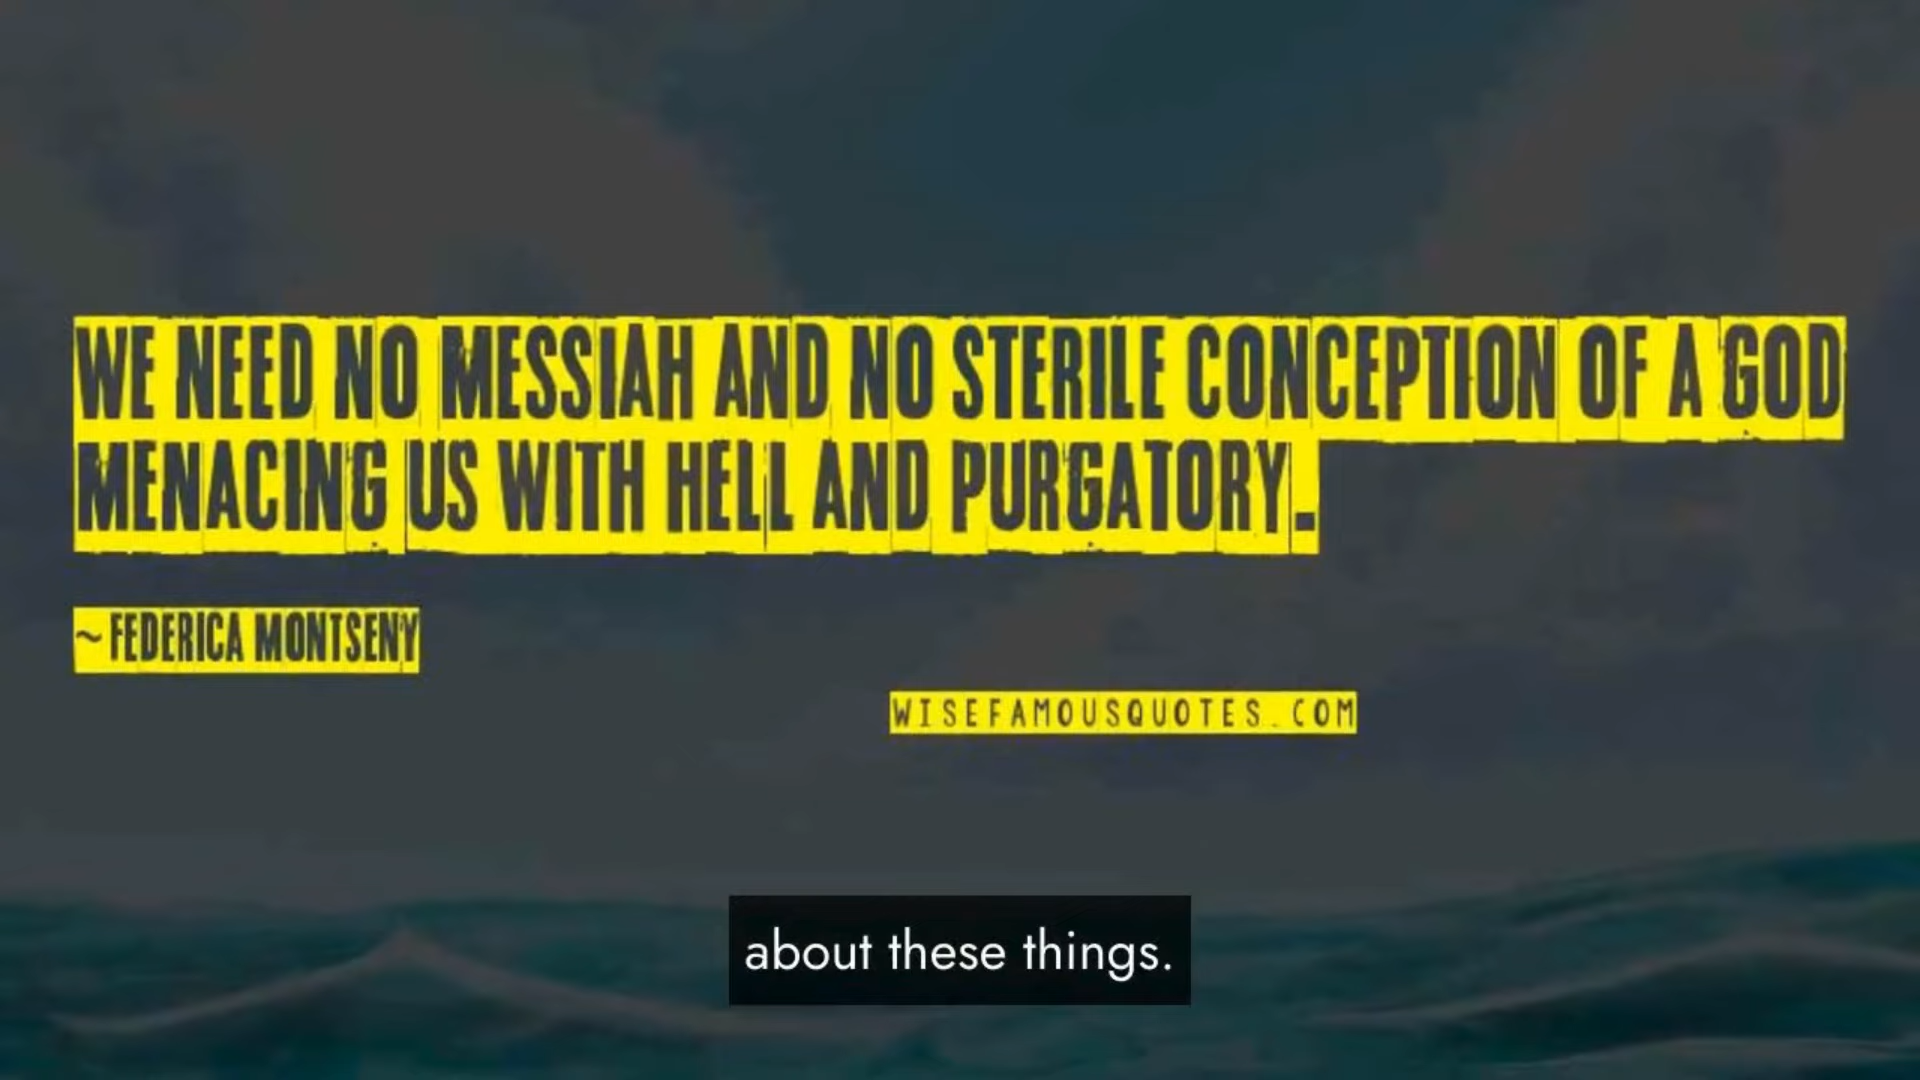 WE NEED NO MESSIAH AND NO STERILE CONCEPTION OF A GOD
MENACING US WITH HELL AND PURGATORY.
~ FEDERICA MONTSENY
WISEFAMOUSQUOTES.COM
about these things.